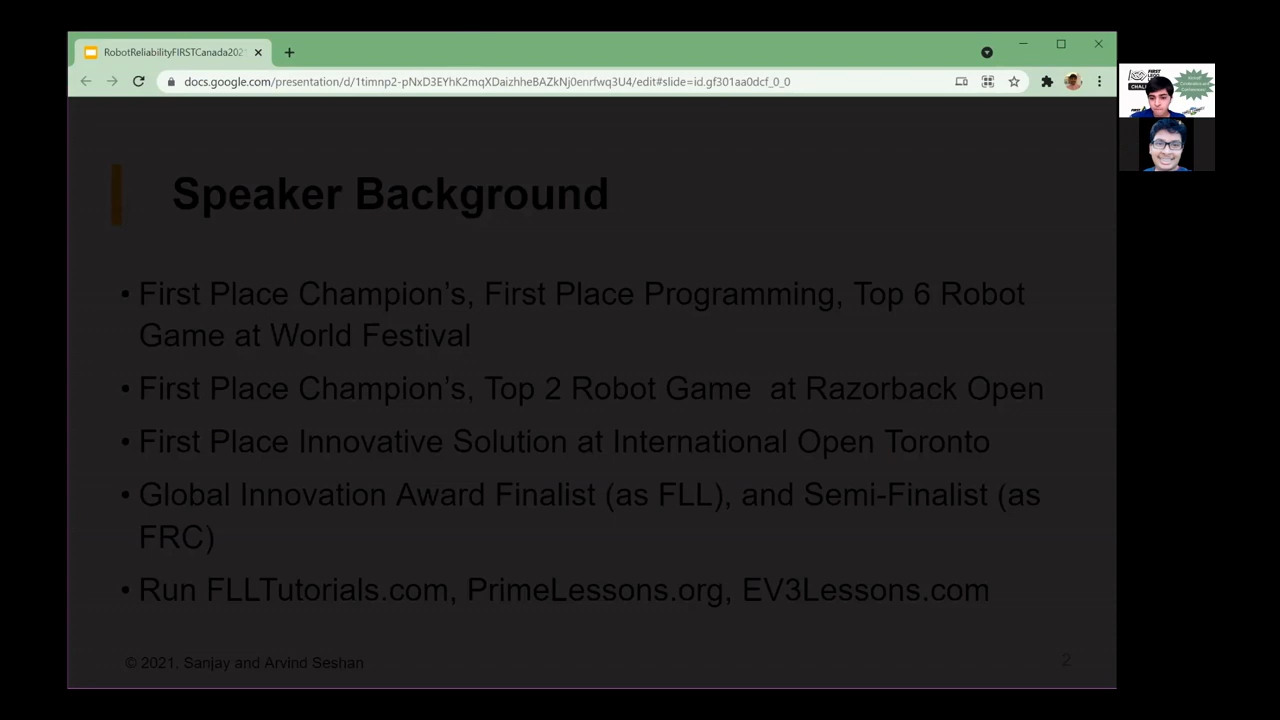 RobotReliabilityFIRSTCanada202
docs.google.com/presentation/d/1timnp2-pNxD3EYhK2mqXDaizhheBAZkNj0enrfwq3U4/edit#slide=id.gf301aa0dcf_0_0
Speaker Background
• First Place Champion’s, First Place Programming, Top 6 Robot
Game at World Festival
• First Place Champion’s, Top 2 Robot Game at Razorback Open
• First Place Innovative Solution at International Open Toronto
• Global Innovation Award Finalist (as FLL), and Semi-Finalist (as
FRC)
• Run FLLTutorials.com, PrimeLessons.org, EV3Lessons.com
© 2021, Sanjay and Arvind Seshan
2